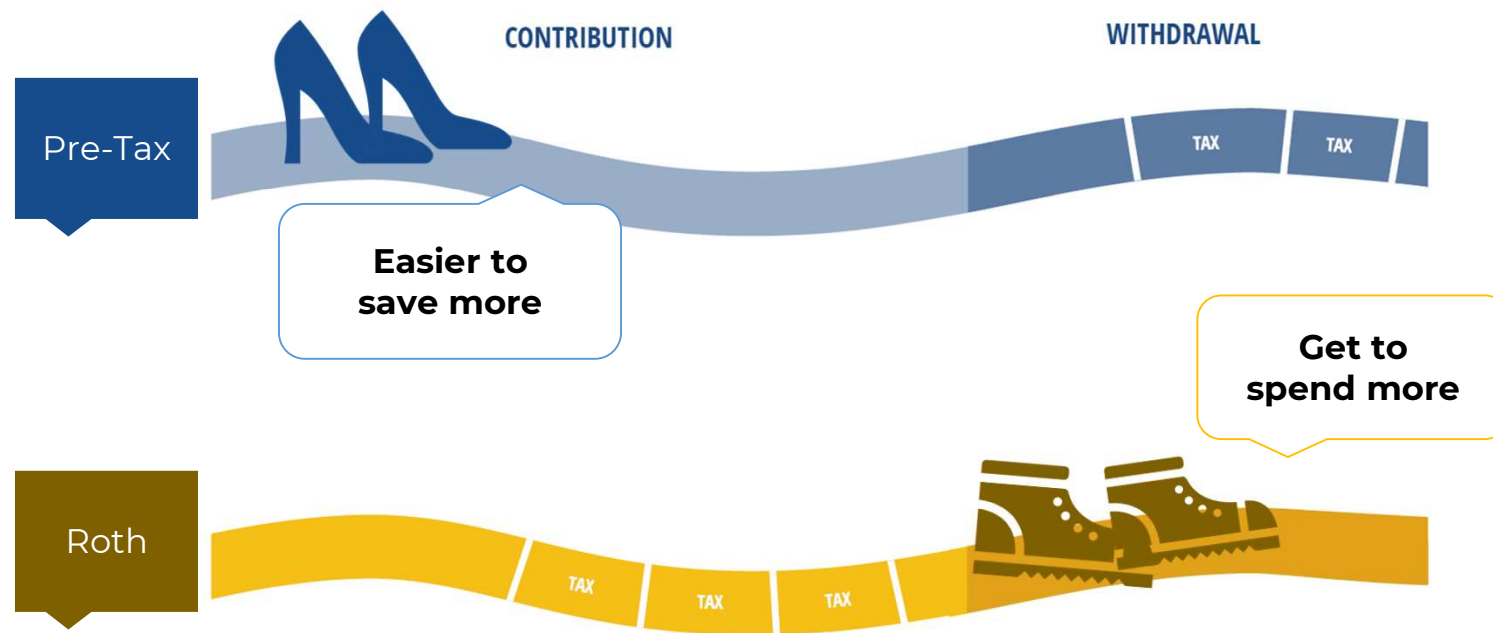 CONTRIBUTION
WITHDRAWAL
Pre-Tax
TAX
TAX
Easier to
save more
Get to
spend more
Roth
TAX
TAX
TAX